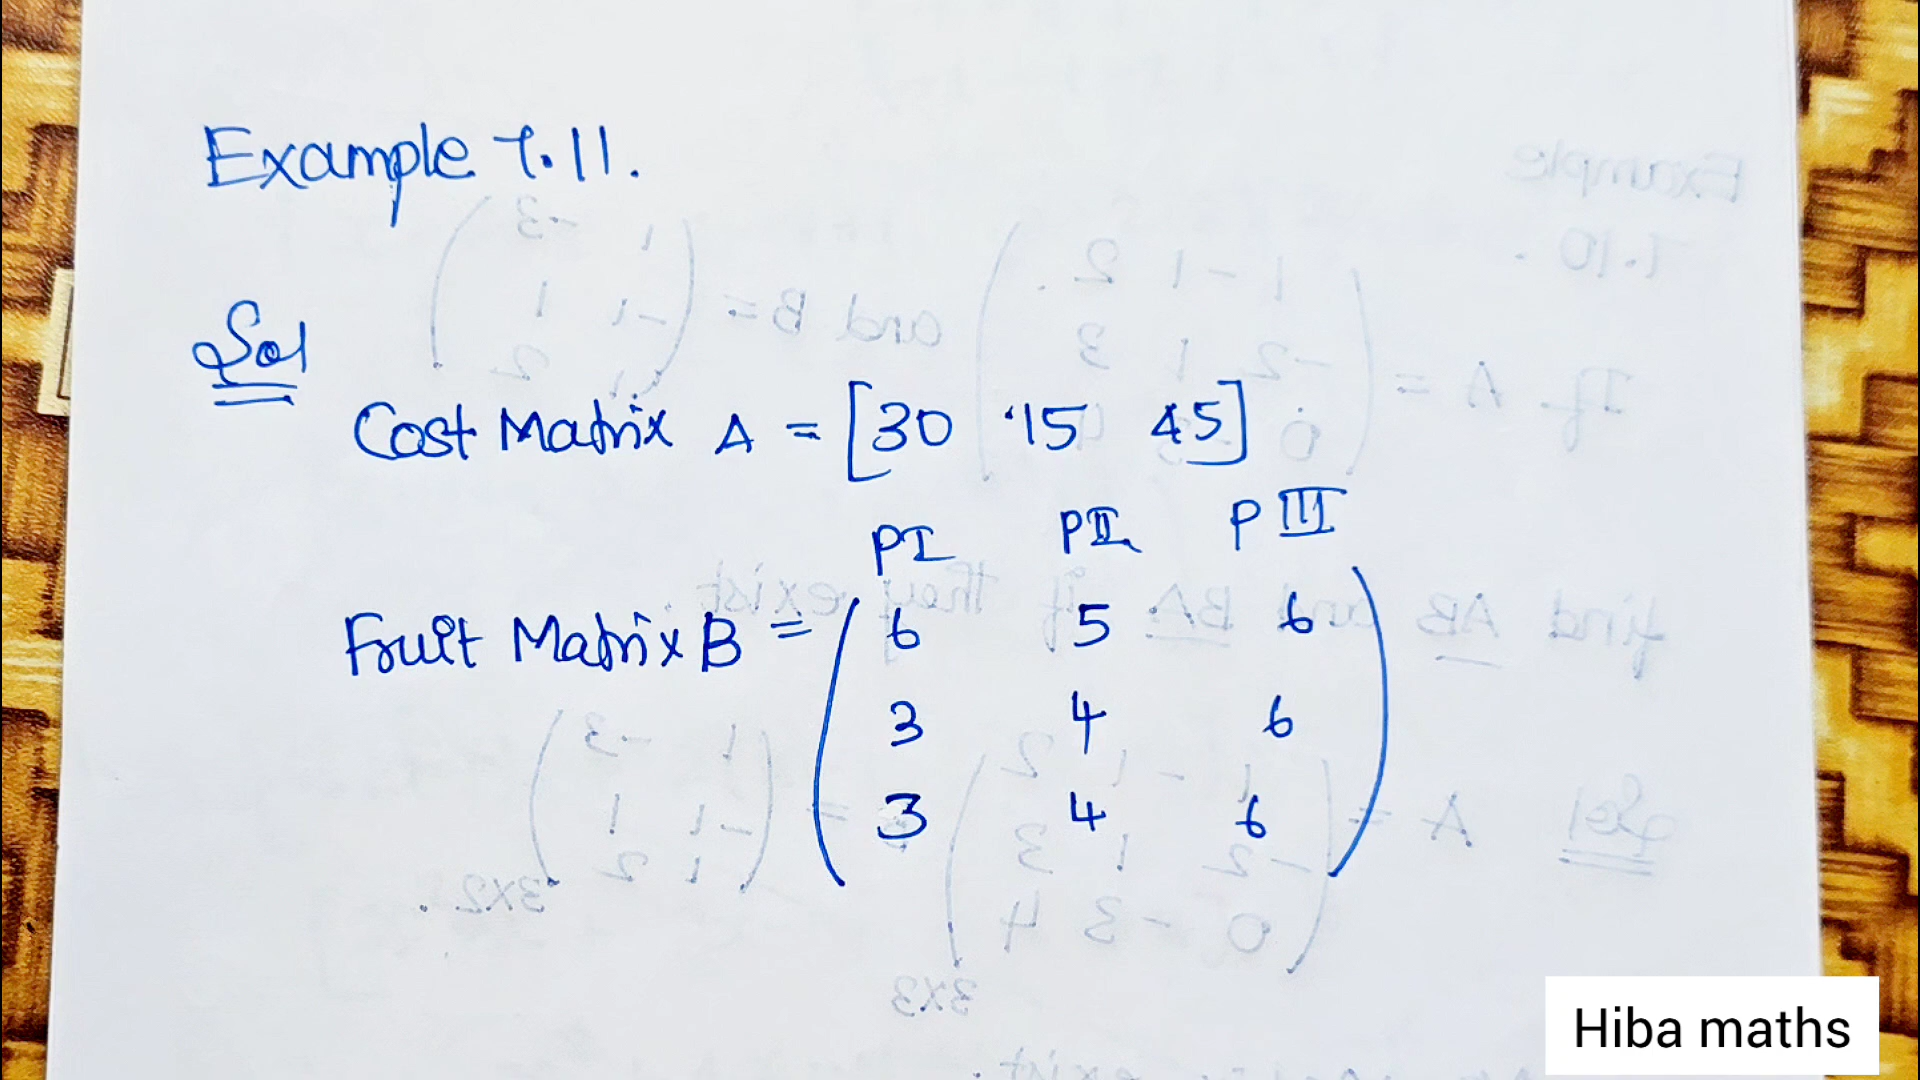 Example 7.11.
Sol
Cost Matrix A = [30 15 45]
PI PII PIII
Fruit Matrix B = ( 6 5 6
3 4 6
3 4 6 )
Hiba maths